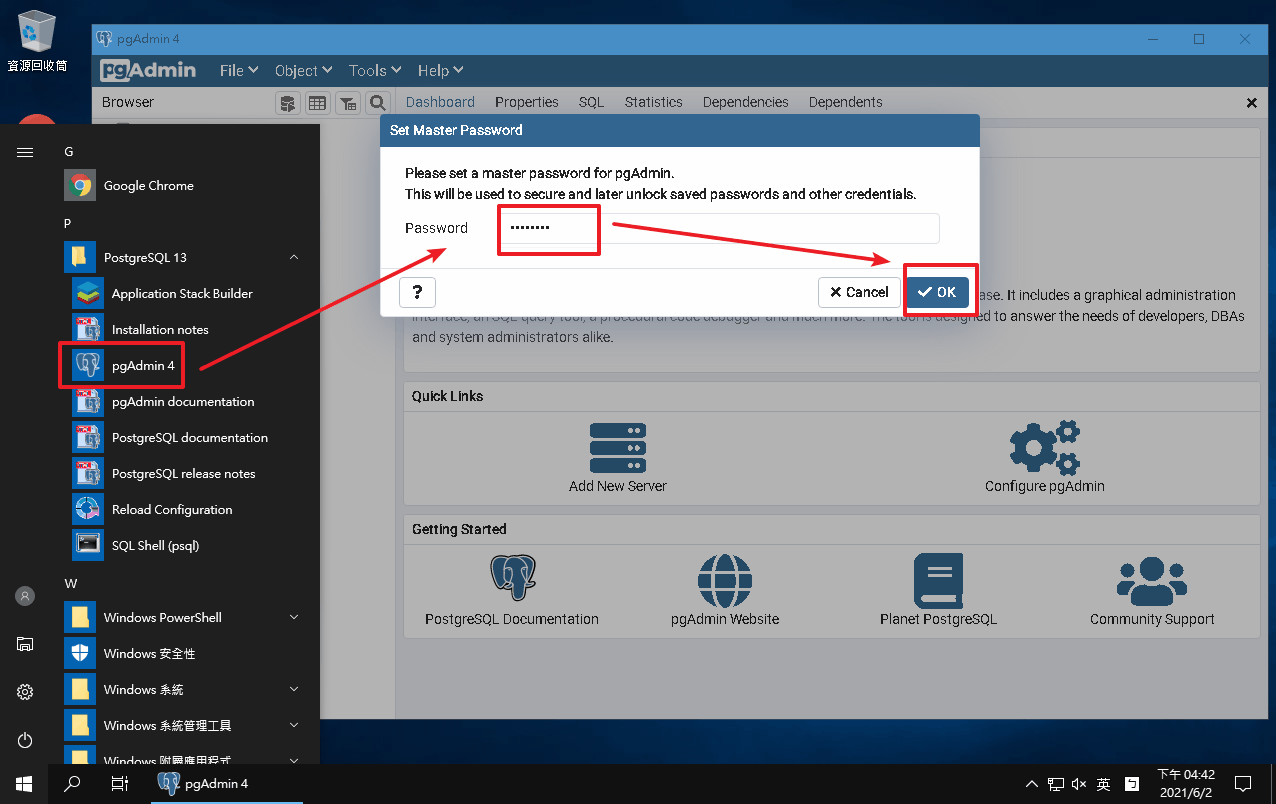 資源回收筒
pgAdmin 4
pgAdmin
File
Object
Tools
Help
Browser
Dashboard
Properties
SQL
Statistics
Dependencies
Dependents
Set Master Password
Please set a master password for pgAdmin.
This will be used to secure and later unlock saved passwords and other credentials.
Password
••••••••
?
Cancel
OK
ase. It includes a graphical administration
interface, an SQL query tool, a procedural code debugger and much more. The tool is designed to answer the needs of developers, DBAs
and system administrators alike.
Quick Links
Add New Server
Configure pgAdmin
Getting Started
PostgreSQL Documentation
pgAdmin Website
Planet PostgreSQL
Community Support
G
Google Chrome
P
PostgreSQL 13
Application Stack Builder
Installation notes
pgAdmin 4
pgAdmin documentation
PostgreSQL documentation
PostgreSQL release notes
Reload Configuration
SQL Shell (psql)
W
Windows PowerShell
Windows 安全性
Windows 系統
Windows 系統管理工具
Windows 附屬應用程式
pgAdmin 4
英
ㄅ
下午 04:42
2021/6/2